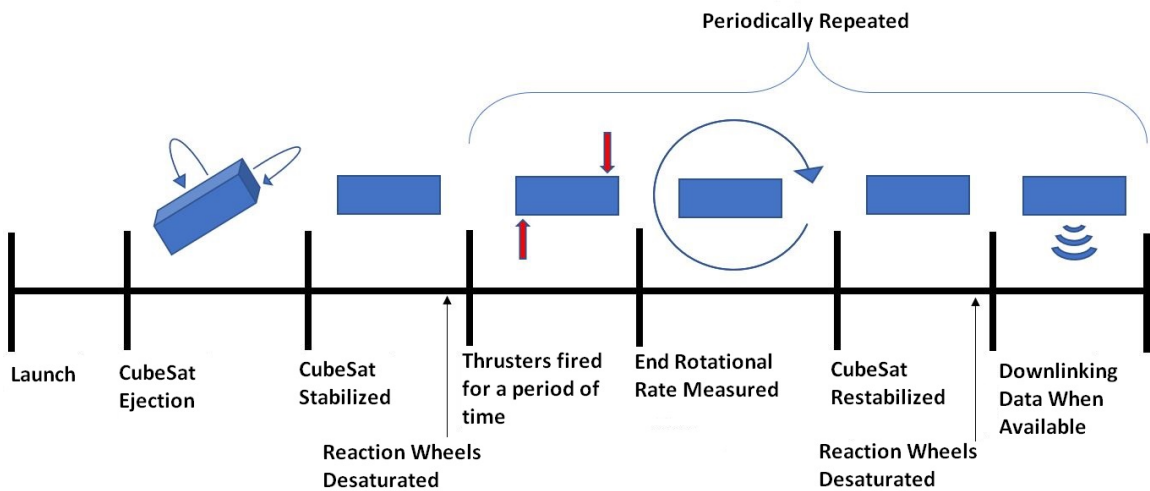 Periodically Repeated
Launch
CubeSat
Ejection
CubeSat
Stabilized
Reaction Wheels
Desaturated
Thrusters fired
for a period of
time
End Rotational
Rate Measured
CubeSat
Restabilized
Reaction Wheels
Desaturated
Downlinking
Data When
Available